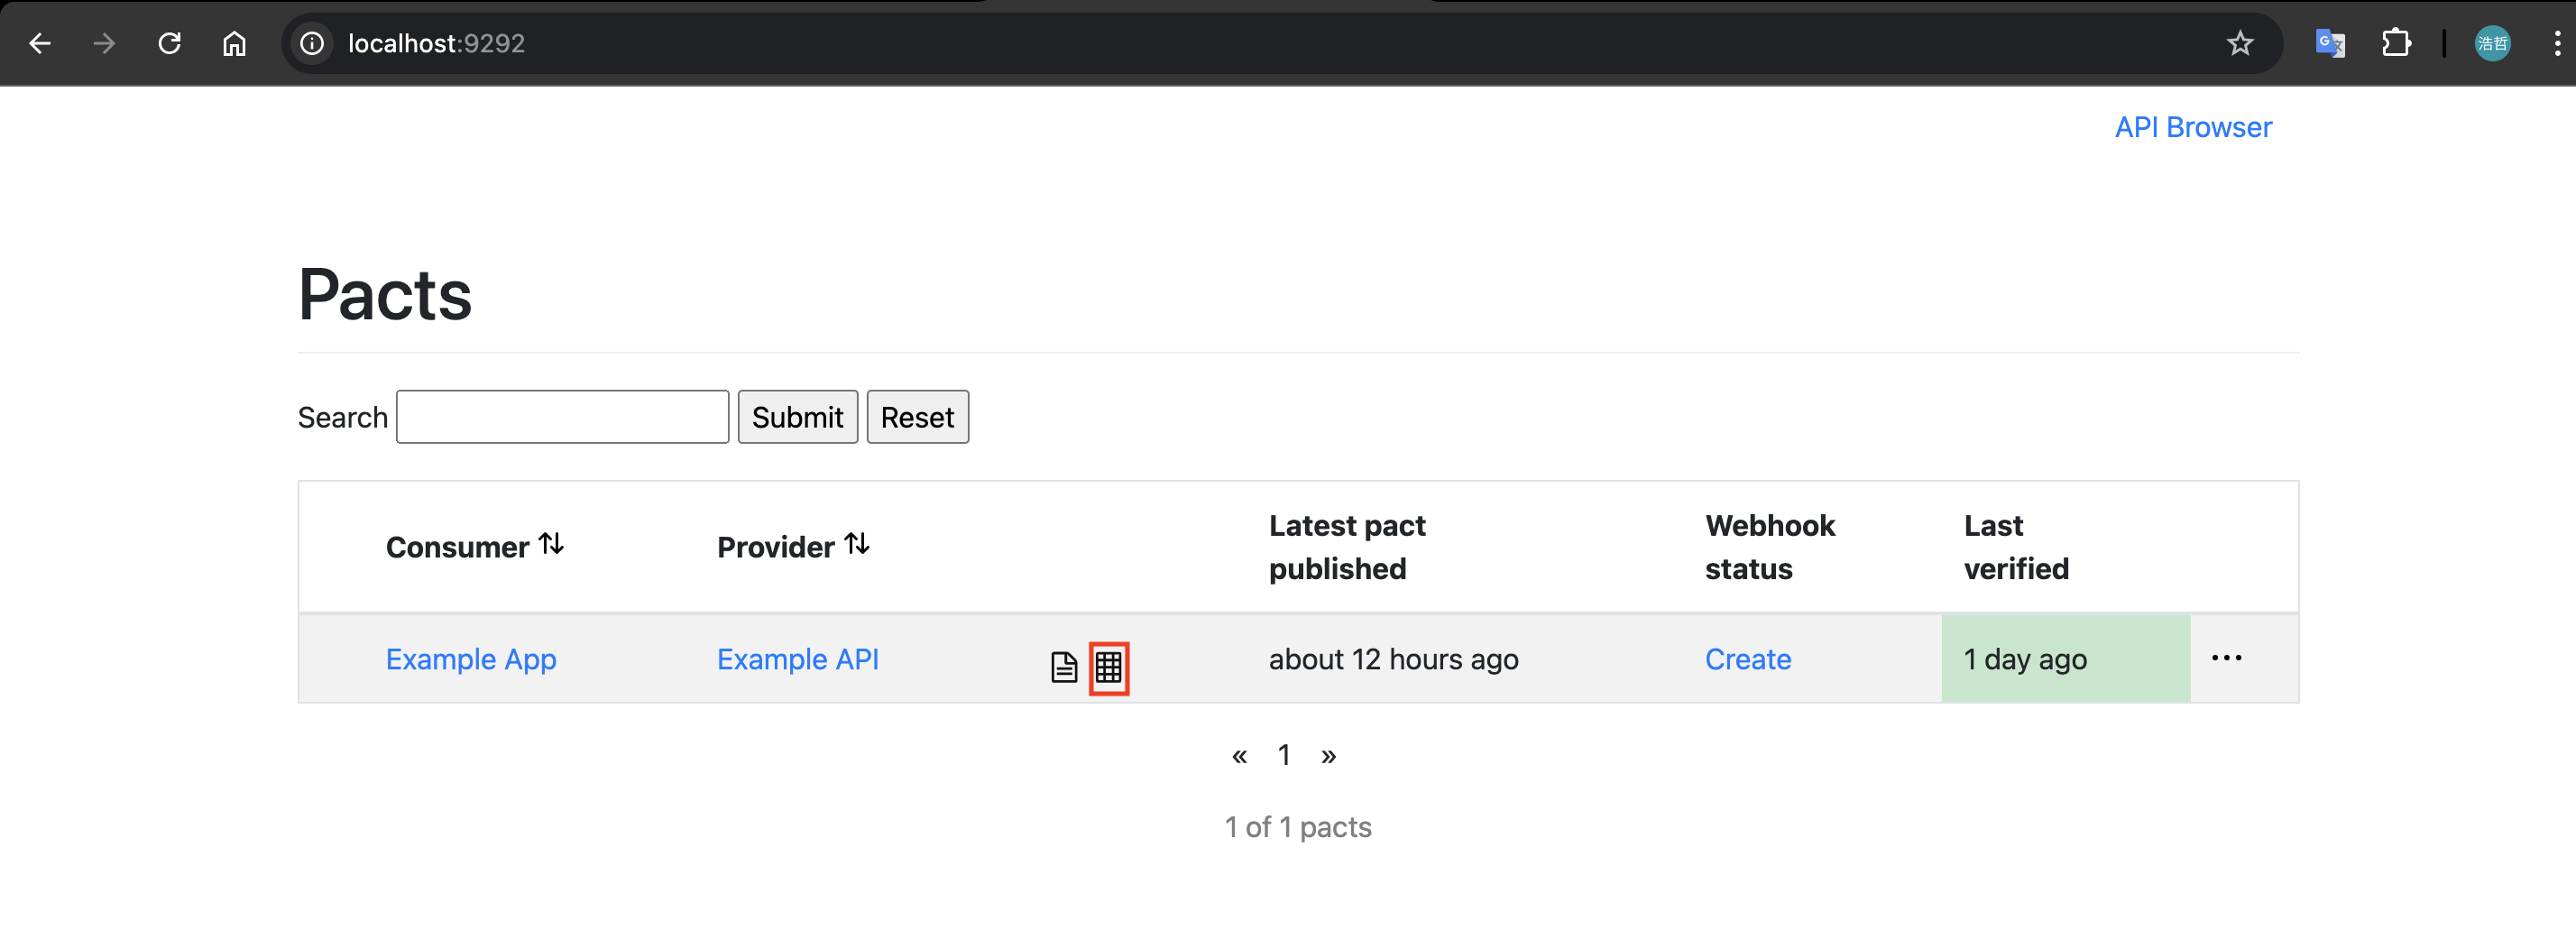 localhost:9292
浩哲
API Browser
Pacts
Search Submit Reset
Consumer Provider Latest pact published Webhook status Last verified
Example App Example API about 12 hours ago Create 1 day ago ...
« 1 »
1 of 1 pacts